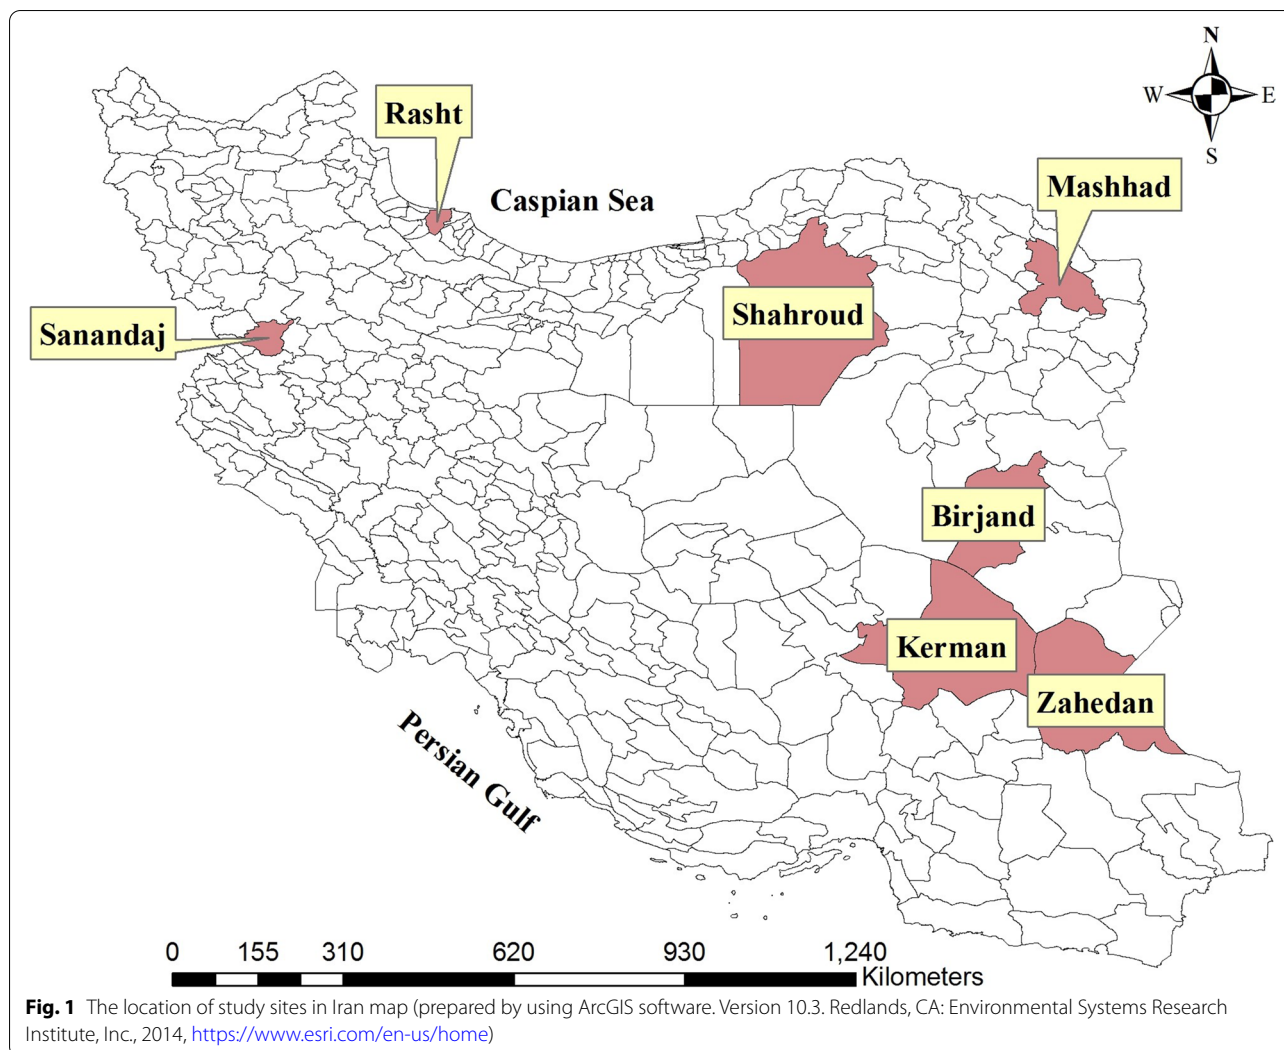 N
W E
S
Rasht
Caspian Sea
Mashhad
Shahroud
Sanandaj
Birjand
Kerman
Zahedan
Persian Gulf
0 155 310 620 930 1,240
Kilometers
Fig. 1 The location of study sites in Iran map (prepared by using ArcGIS software. Version 10.3. Redlands, CA: Environmental Systems Research
Institute, Inc., 2014, https://www.esri.com/en-us/home)